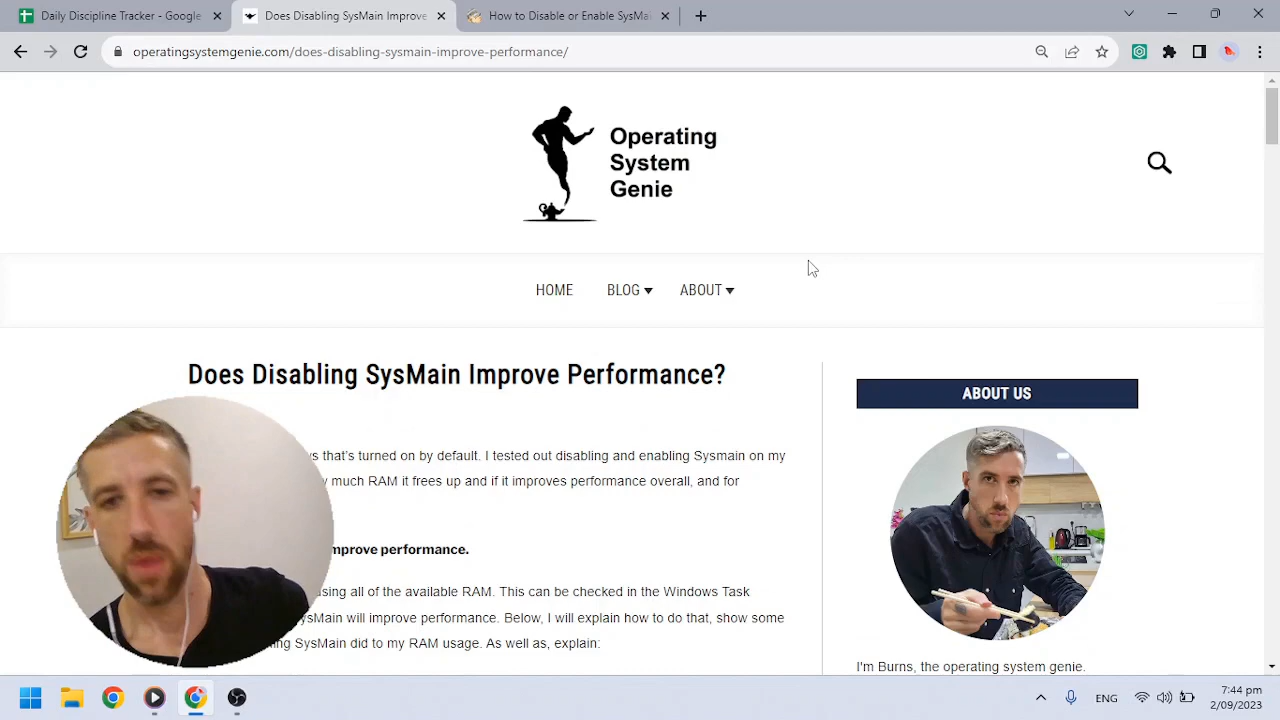 Daily Discipline Tracker - Google
Does Disabling SysMain Improve
How to Disable or Enable SysMa
operatingsystemgenie.com/does-disabling-sysmain-improve-performance/
Operating
System
Genie
HOME
BLOG
ABOUT
Does Disabling SysMain Improve Performance?
s that's turned on by default. I tested out disabling and enabling Sysmain on my
much RAM it frees up and if it improves performance overall, and for
improve performance.
using all of the available RAM. This can be checked in the Windows Task
sMain will improve performance. Below, I will explain how to do that, show some
ing SysMain did to my RAM usage. As well as, explain:
ABOUT US
I'm Burns, the operating system genie.
ENG
7:44 pm
2/09/2023